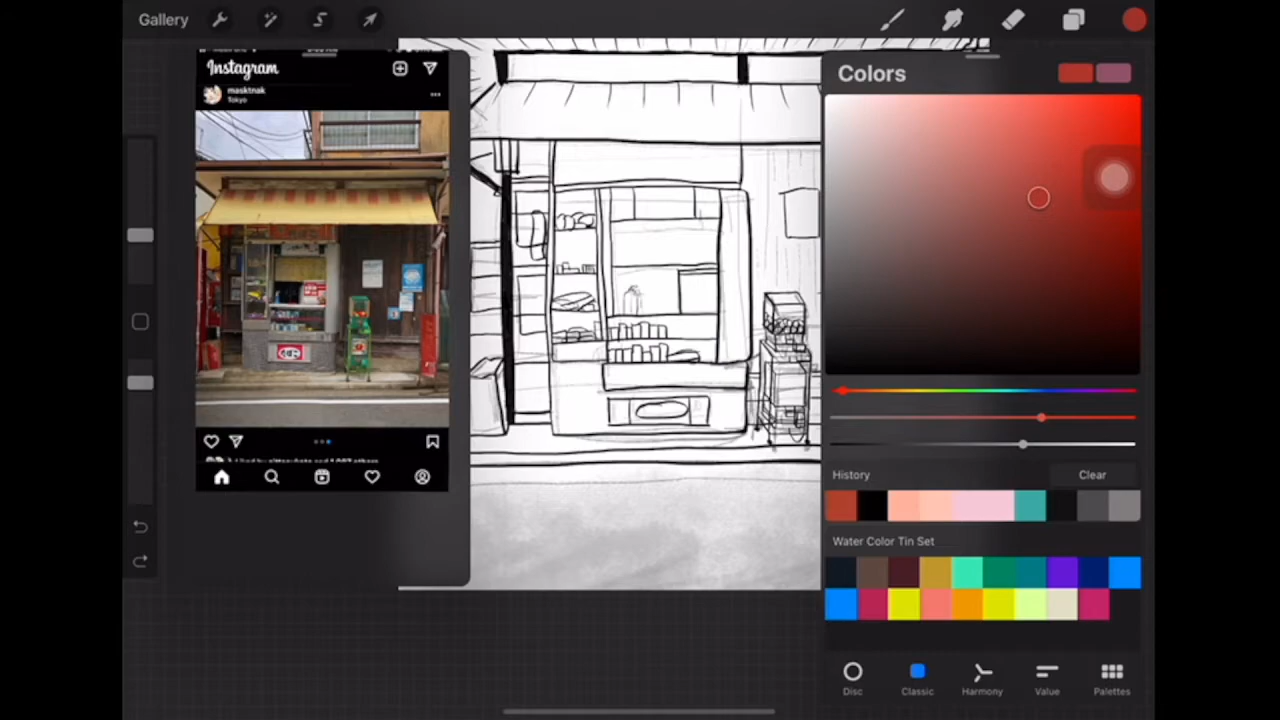 Gallery
Instagram
masktnak
Tokyo
Colors
History
Clear
Water Color Tin Set
Disc
Classic
Harmony
Value
Palettes